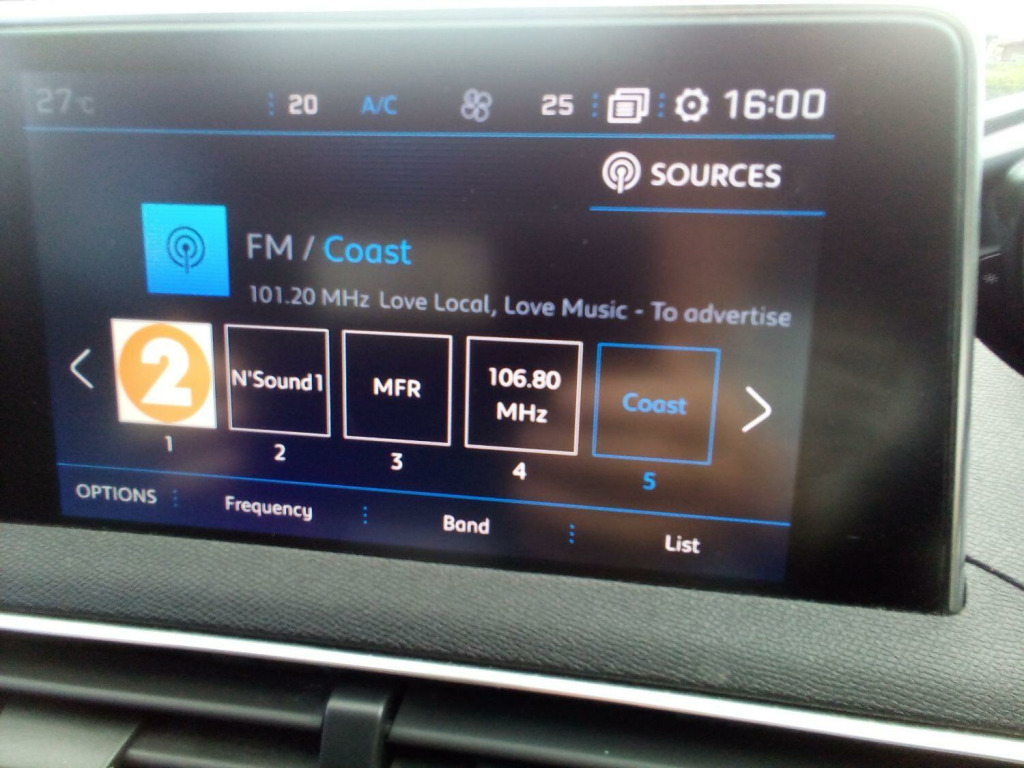 27°C 20 A/C 25 16:00
SOURCES
FM / Coast
101.20 MHz Love Local, Love Music - To advertise
2 N'Sound1 MFR 106.80 MHz Coast
1 2 3 4 5
OPTIONS Frequency Band List